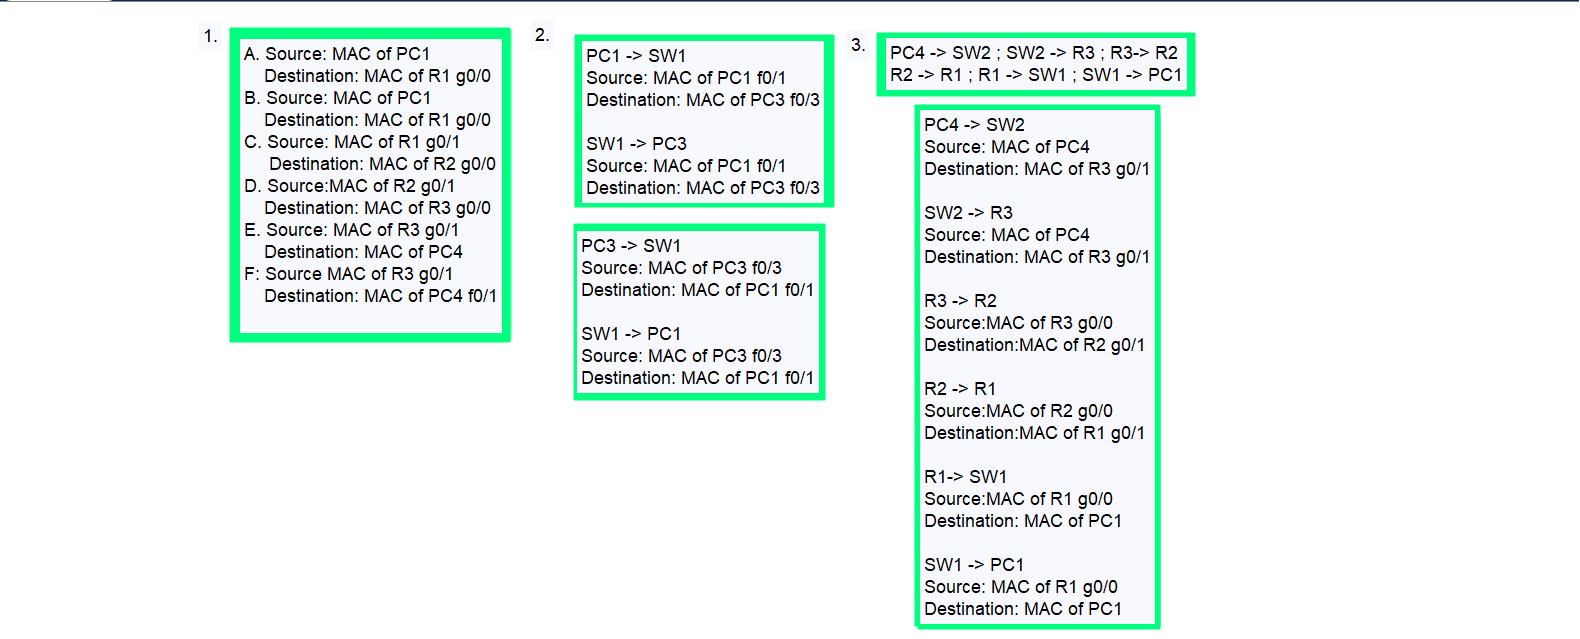 1.
A. Source: MAC of PC1
Destination: MAC of R1 g0/0
B. Source: MAC of PC1
Destination: MAC of R1 g0/0
C. Source: MAC of R1 g0/1
Destination: MAC of R2 g0/0
D. Source:MAC of R2 g0/1
Destination: MAC of R3 g0/0
E. Source: MAC of R3 g0/1
Destination: MAC of PC4
F: Source MAC of R3 g0/1
Destination: MAC of PC4 f0/1
2.
PC1 -> SW1
Source: MAC of PC1 f0/1
Destination: MAC of PC3 f0/3
SW1 -> PC3
Source: MAC of PC1 f0/1
Destination: MAC of PC3 f0/3
PC3 -> SW1
Source: MAC of PC3 f0/3
Destination: MAC of PC1 f0/1
SW1 -> PC1
Source: MAC of PC3 f0/3
Destination: MAC of PC1 f0/1
3.
PC4 -> SW2 ; SW2 -> R3 ; R3-> R2
R2 -> R1 ; R1 -> SW1 ; SW1 -> PC1
PC4 -> SW2
Source: MAC of PC4
Destination: MAC of R3 g0/1
SW2 -> R3
Source: MAC of PC4
Destination: MAC of R3 g0/1
R3 -> R2
Source:MAC of R3 g0/0
Destination:MAC of R2 g0/1
R2 -> R1
Source:MAC of R2 g0/0
Destination:MAC of R1 g0/1
R1-> SW1
Source:MAC of R1 g0/0
Destination: MAC of PC1
SW1 -> PC1
Source: MAC of R1 g0/0
Destination: MAC of PC1